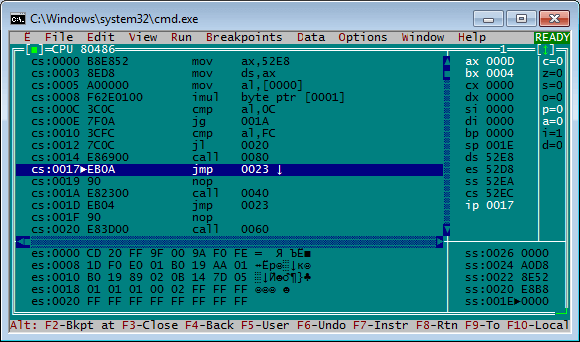 C:\Windows\system32\cmd.exe
E File Edit View Run Breakpoints Data Options Window Help READY
[■]=CPU 80486 1 [↑]
cs:0000 B8E852 mov ax,52E8 ax 000D c=0
cs:0003 8ED8 mov ds,ax bx 0004 z=0
cs:0005 A00000 mov al,[0000] cx 0000 s=0
cs:0008 F62E0100 imul byte ptr [0001] dx 0000 o=0
cs:000C 3C0C cmp al,0C si 0000 p=0
cs:000E 7F0A jg 001A di 0000 a=0
cs:0010 3CFC cmp al,FC bp 0000 i=1
cs:0012 7C0C jl 0020 sp 001E d=0
cs:0014 E86900 call 0080 ds 52E8
cs:0017►EB0A jmp 0023 ↓ es 52D8
cs:0019 90 nop ss 52EA
cs:001A E82300 call 0040 cs 52EC
cs:001D EB04 jmp 0023 ip 0017
cs:001F 90 nop
cs:0020 E83D00 call 0060
es:0000 CD 20 FF 9F 00 9A F0 FE = Я ЪЁ■ ss:0026 0000
es:0008 1D F0 E0 01 B0 19 AA 01 ss:0024 A0D8
es:0010 B0 19 89 02 0B 14 7D 05 ss:0022 8E52
es:0018 01 01 01 00 02 FF FF FF ss:0020 E8B8
es:0020 FF FF FF FF FF FF FF FF ss:001E►0000
Alt: F2-Bkpt at F3-Close F4-Back F5-User F6-Undo F7-Instr F8-Rtn F9-To F10-Local